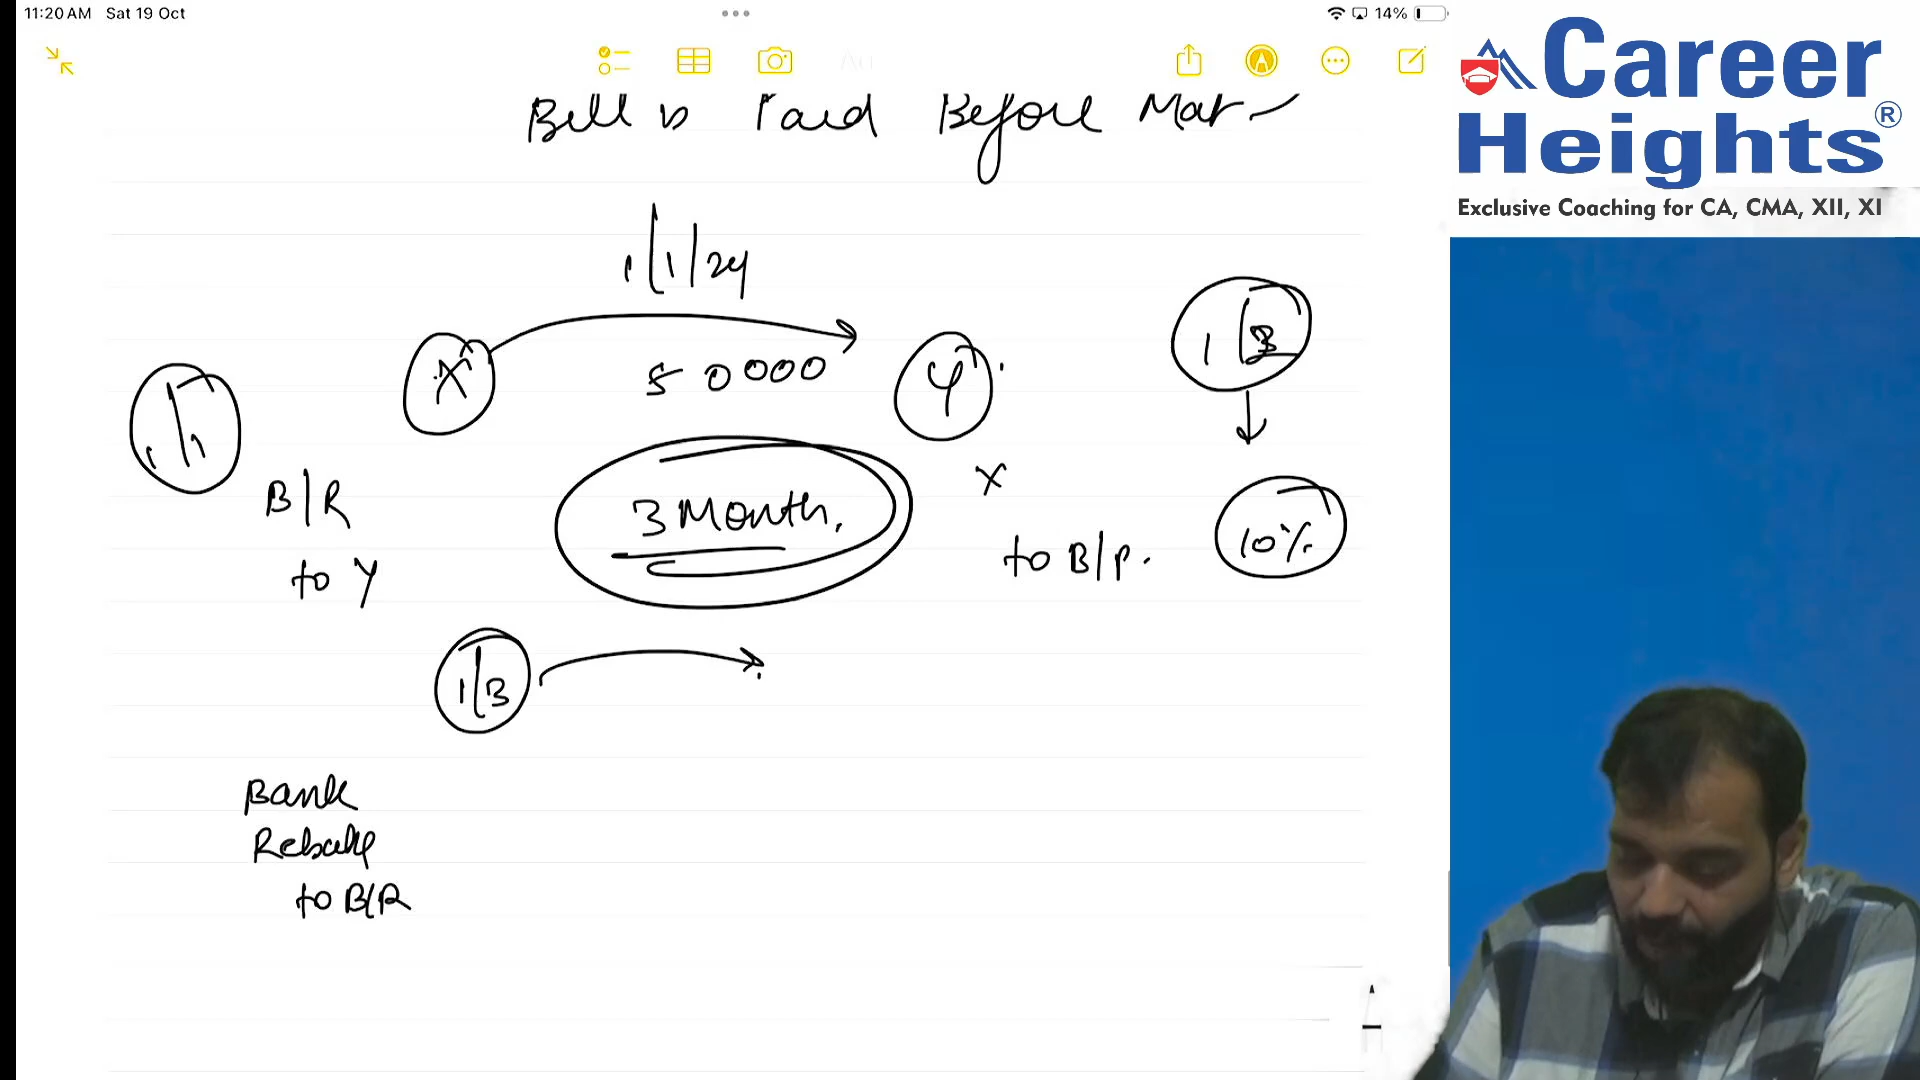 11:20 AM Sat 19 Oct
14%
Career
Heights®
Exclusive Coaching for CA, CMA, XII, XI
Bill is Paid Before Mat
1/1/24
X
50000
Y
1/3
1/1
B/R
to Y
3 Month.
X
to B/P.
10%
1/3
Bank
Rebate
to B/R